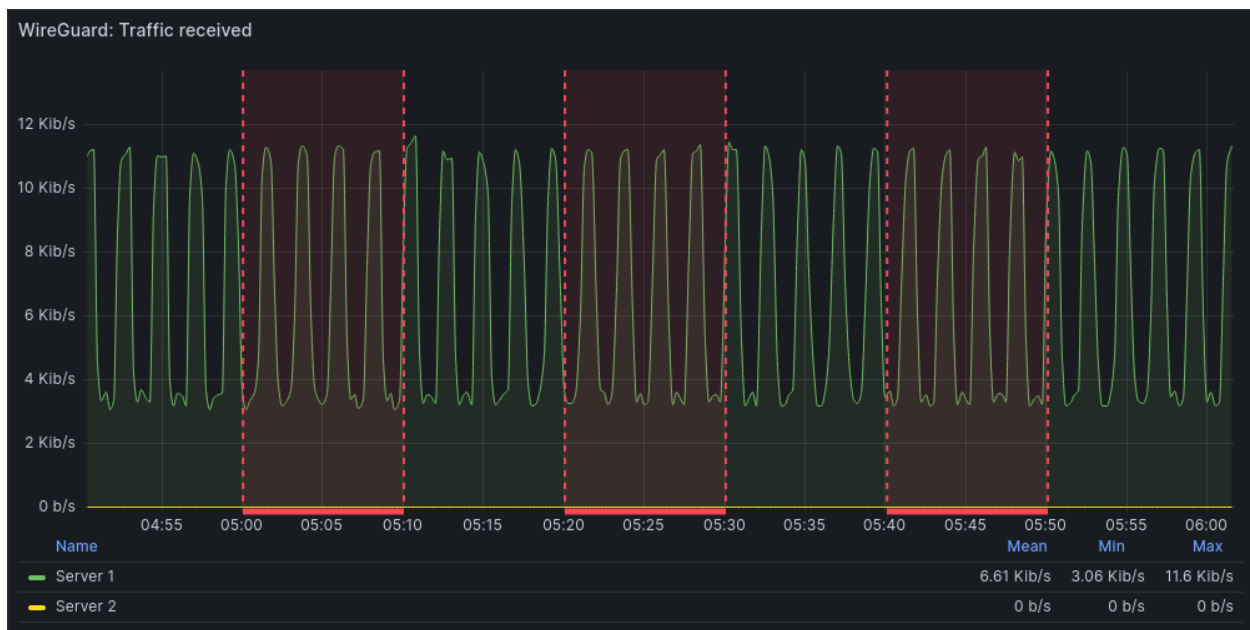 WireGuard: Traffic received
12 Kib/s
10 Kib/s
8 Kib/s
6 Kib/s
4 Kib/s
2 Kib/s
0 b/s
04:55 05:00 05:05 05:10 05:15 05:20 05:25 05:30 05:35 05:40 05:45 05:50 05:55 06:00
Name Mean Min Max
Server 1 6.61 Kib/s 3.06 Kib/s 11.6 Kib/s
Server 2 0 b/s 0 b/s 0 b/s